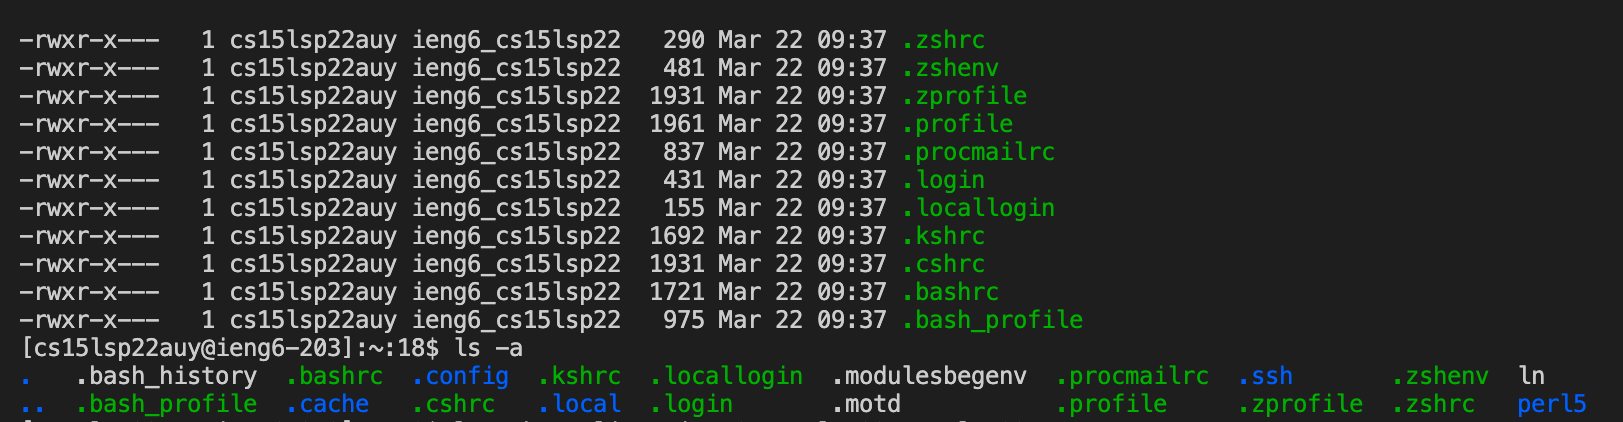 -rwxr-x---   1 cs15lsp22auy ieng6_cs15lsp22   290 Mar 22 09:37 .zshrc
-rwxr-x---   1 cs15lsp22auy ieng6_cs15lsp22   481 Mar 22 09:37 .zshenv
-rwxr-x---   1 cs15lsp22auy ieng6_cs15lsp22  1931 Mar 22 09:37 .zprofile
-rwxr-x---   1 cs15lsp22auy ieng6_cs15lsp22  1961 Mar 22 09:37 .profile
-rwxr-x---   1 cs15lsp22auy ieng6_cs15lsp22   837 Mar 22 09:37 .procmailrc
-rwxr-x---   1 cs15lsp22auy ieng6_cs15lsp22   431 Mar 22 09:37 .login
-rwxr-x---   1 cs15lsp22auy ieng6_cs15lsp22   155 Mar 22 09:37 .locallogin
-rwxr-x---   1 cs15lsp22auy ieng6_cs15lsp22  1692 Mar 22 09:37 .kshrc
-rwxr-x---   1 cs15lsp22auy ieng6_cs15lsp22  1931 Mar 22 09:37 .cshrc
-rwxr-x---   1 cs15lsp22auy ieng6_cs15lsp22  1721 Mar 22 09:37 .bashrc
-rwxr-x---   1 cs15lsp22auy ieng6_cs15lsp22   975 Mar 22 09:37 .bash_profile
[cs15lsp22auy@ieng6-203]:~:18$ ls -a
.   .bash_history  .bashrc  .config  .kshrc  .locallogin  .modulesbegenv  .procmailrc  .ssh       .zshenv  ln
..  .bash_profile  .cache   .cshrc   .local  .login       .motd           .profile     .zprofile  .zshrc   perl5